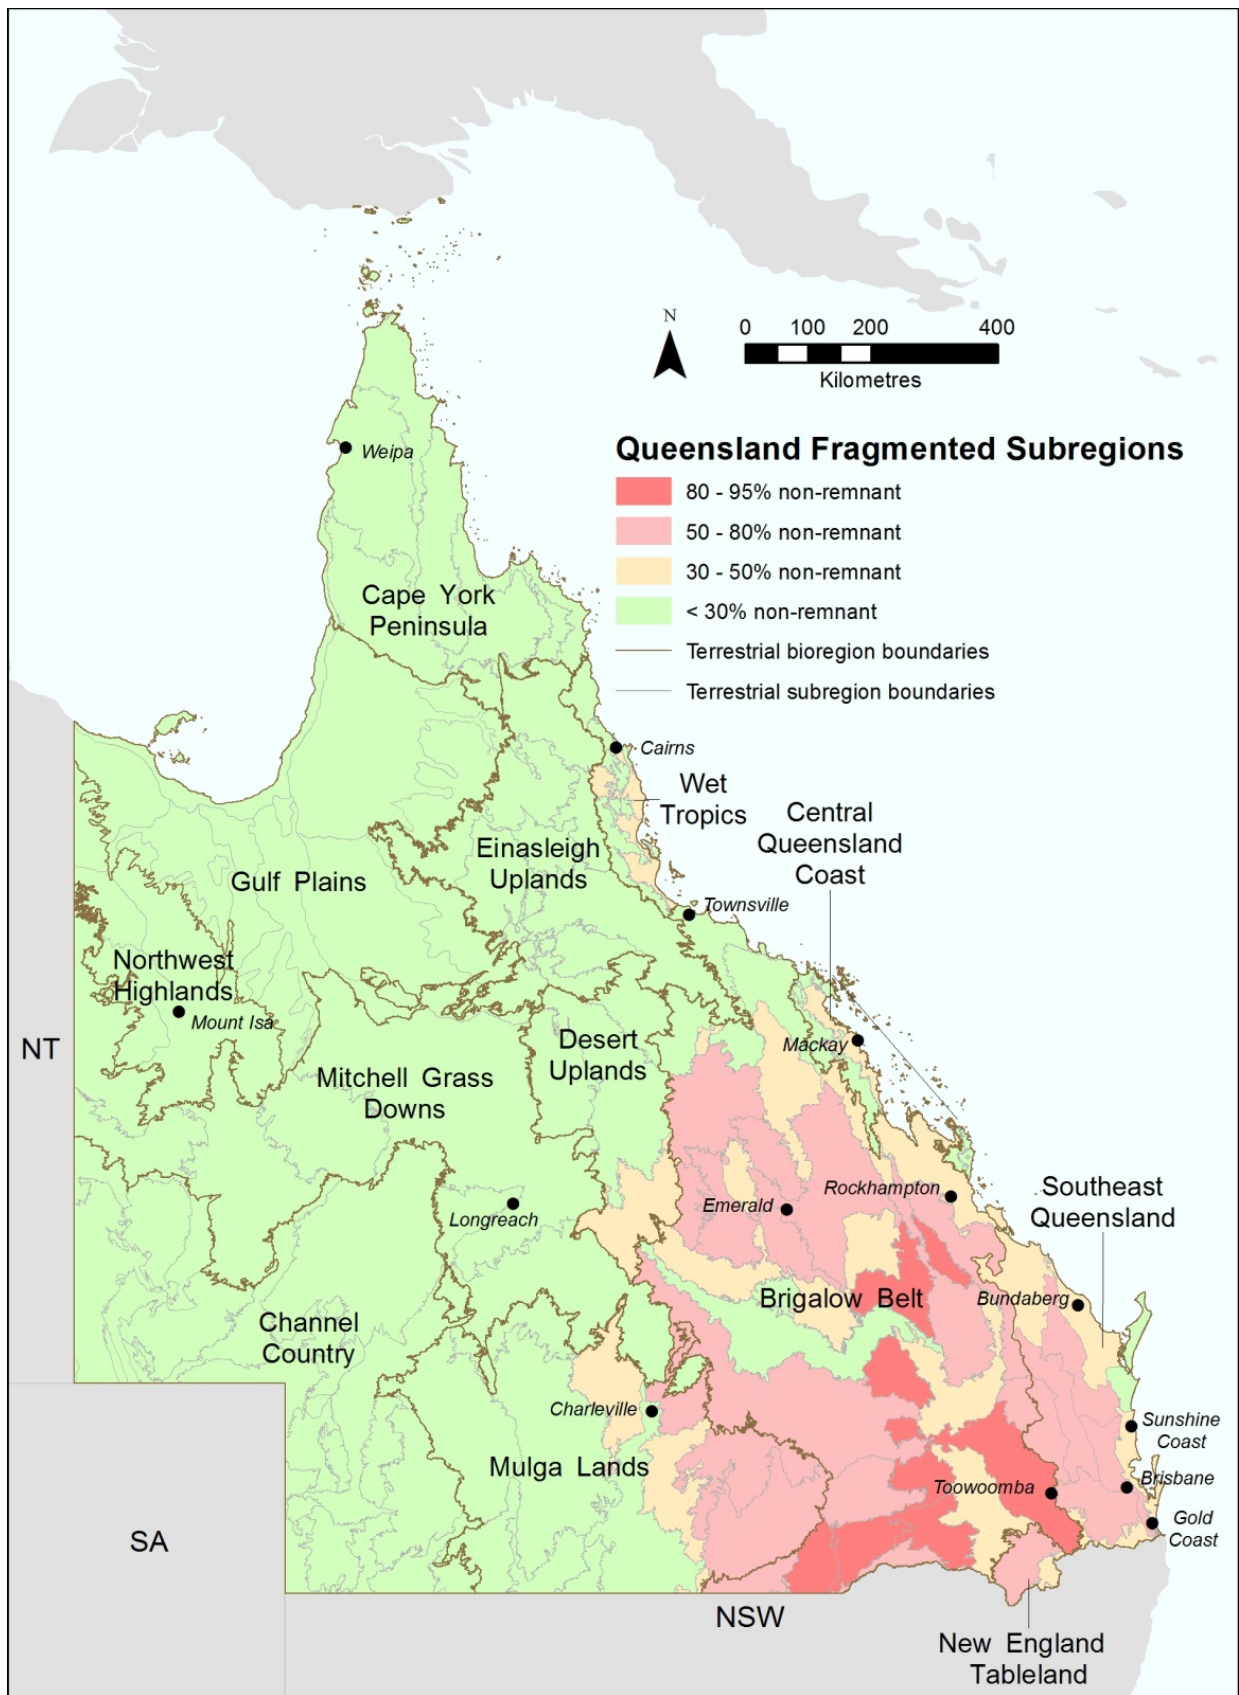 N
0 100 200 400
Kilometres
Queensland Fragmented Subregions
80 - 95% non-remnant
50 - 80% non-remnant
30 - 50% non-remnant
< 30% non-remnant
Terrestrial bioregion boundaries
Terrestrial subregion boundaries
Weipa
Cape York
Peninsula
Cairns
Wet
Tropics
Central
Queensland
Coast
Einasleigh
Uplands
Gulf Plains
Townsville
Northwest
Highlands
Mount Isa
NT
Desert
Uplands
Mackay
Mitchell Grass
Downs
Longreach
Emerald
Rockhampton
Southeast
Queensland
Brigalow Belt
Bundaberg
Channel
Country
Charleville
Mulga Lands
Sunshine
Coast
Toowoomba
Brisbane
Gold
Coast
SA
NSW
New England
Tableland